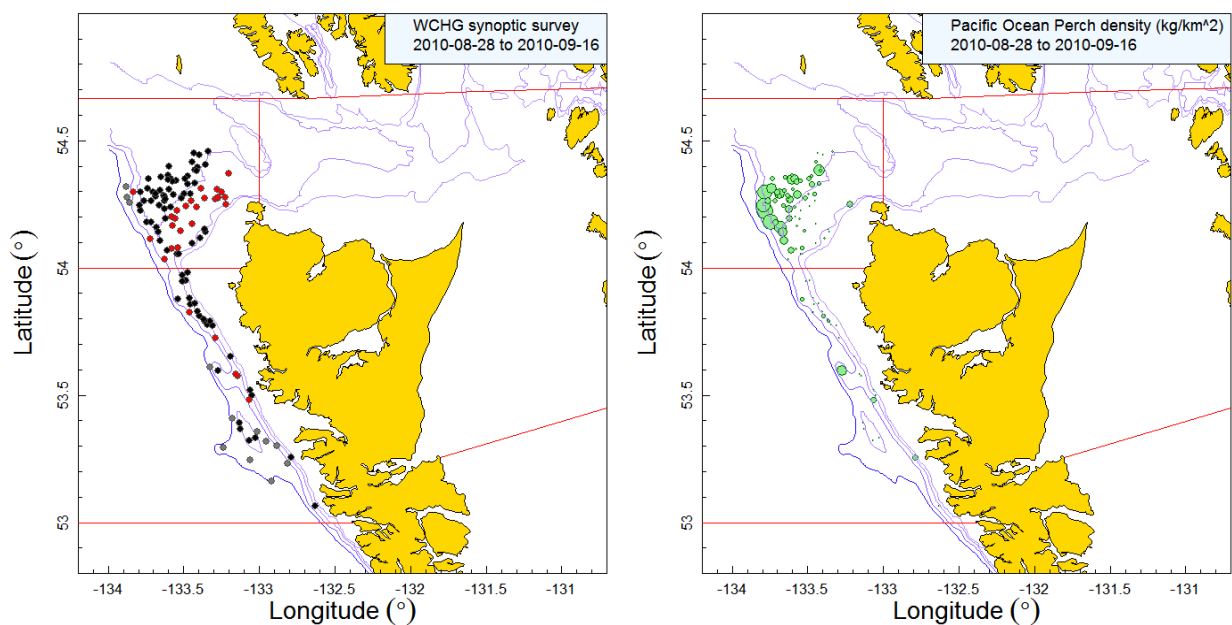 WCHG synoptic survey
2010-08-28 to 2010-09-16
54.5
54
53.5
53
Latitude (°)
-134 -133.5 -133 -132.5 -132 -131.5 -131
Longitude (°)
Pacific Ocean Perch density (kg/km^2)
2010-08-28 to 2010-09-16
54.5
54
53.5
53
Latitude (°)
-134 -133.5 -133 -132.5 -132 -131.5 -131
Longitude (°)